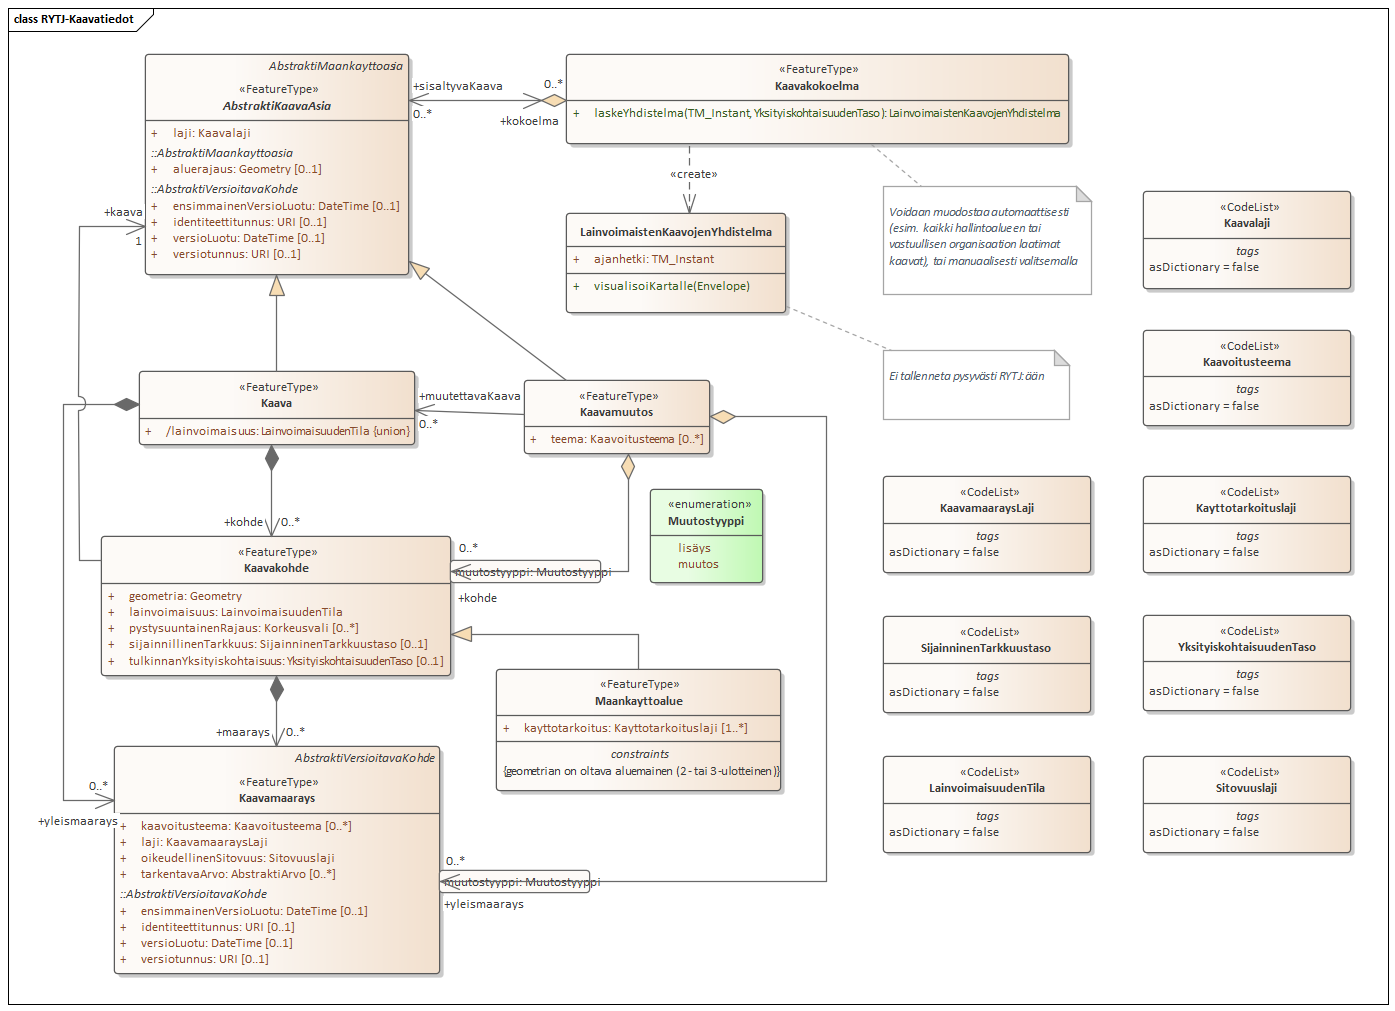 class RYTJ-Kaavatiedot
AbstraktiMaankayttoasia
«FeatureType»
AbstraktiKaavaAsia
+ laji: Kaavalaji
::AbstraktiMaankayttoasia
+ aluerajaus: Geometry [0..1]
::AbstraktiVersioitavaKohde
+ ensimmainenVersioLuotu: DateTime [0..1]
+ identiteettitunnus: URI [0..1]
+ versioLuotu: DateTime [0..1]
+ versiotunnus: URI [0..1]
+sisaltyvaKaava
0..*
0..*
+kokoelma
«FeatureType»
Kaavakokoelma
+ laskeYhdistelma(TM_Instant, YksityiskohtaisuudenTaso): LainvoimaistenKaavojenYhdistelma
«create»
LainvoimaistenKaavojenYhdistelma
+ ajanhetki: TM_Instant
+ visualisoiKartalle(Envelope)
Voidaan muodostaa automaattisesti
(esim. kaikki hallintoalueen tai
vastuullisen organisaation laatimat
kaavat), tai manuaalisesti valitsemalla
Ei tallenneta pysyvästi RYTJ:ään
«CodeList»
Kaavalaji
tags
asDictionary = false
«CodeList»
Kaavoitusteema
tags
asDictionary = false
+kaava
1
«FeatureType»
Kaava
+ /lainvoimaisuus: LainvoimaisuudenTila {union}
+muutettavaKaava
0..*
«FeatureType»
Kaavamuutos
+ teema: Kaavoitusteema [0..*]
«enumeration»
Muutostyyppi
lisäys
muutos
+kohde
0..*
«FeatureType»
Kaavakohde
+ geometria: Geometry
+ lainvoimaisuus: LainvoimaisuudenTila
+ pystysuuntainenRajaus: Korkeusvali [0..*]
+ sijainnillinenTarkkuus: SijainninenTarkkuustaso [0..1]
+ tulkinnanYksityiskohtaisuus: YksityiskohtaisuudenTaso [0..1]
0..*
muutostyyppi: Muutostyyppi
+kohde
«FeatureType»
Maankayttoalue
+ kayttotarkoitus: Kayttotarkoituslaji [1..*]
constraints
{geometrian on oltava aluemainen (2- tai 3-ulotteinen)}
+maarays
0..*
0..*
+yleismaarays
AbstraktiVersioitavaKohde
«FeatureType»
Kaavamaarays
+ kaavoitusteema: Kaavoitusteema [0..*]
+ laji: KaavamaaraysLaji
+ oikeudellinenSitovuus: Sitovuuslaji
+ tarkentavaArvo: AbstraktiArvo [0..*]
::AbstraktiVersioitavaKohde
+ ensimmainenVersioLuotu: DateTime [0..1]
+ identiteettitunnus: URI [0..1]
+ versioLuotu: DateTime [0..1]
+ versiotunnus: URI [0..1]
0..*
muutostyyppi: Muutostyyppi
+yleismaarays
«CodeList»
KaavamaaraysLaji
tags
asDictionary = false
«CodeList»
Kayttotarkoituslaji
tags
asDictionary = false
«CodeList»
SijainninenTarkkuustaso
tags
asDictionary = false
«CodeList»
YksityiskohtaisuudenTaso
tags
asDictionary = false
«CodeList»
LainvoimaisuudenTila
tags
asDictionary = false
«CodeList»
Sitovuuslaji
tags
asDictionary = false